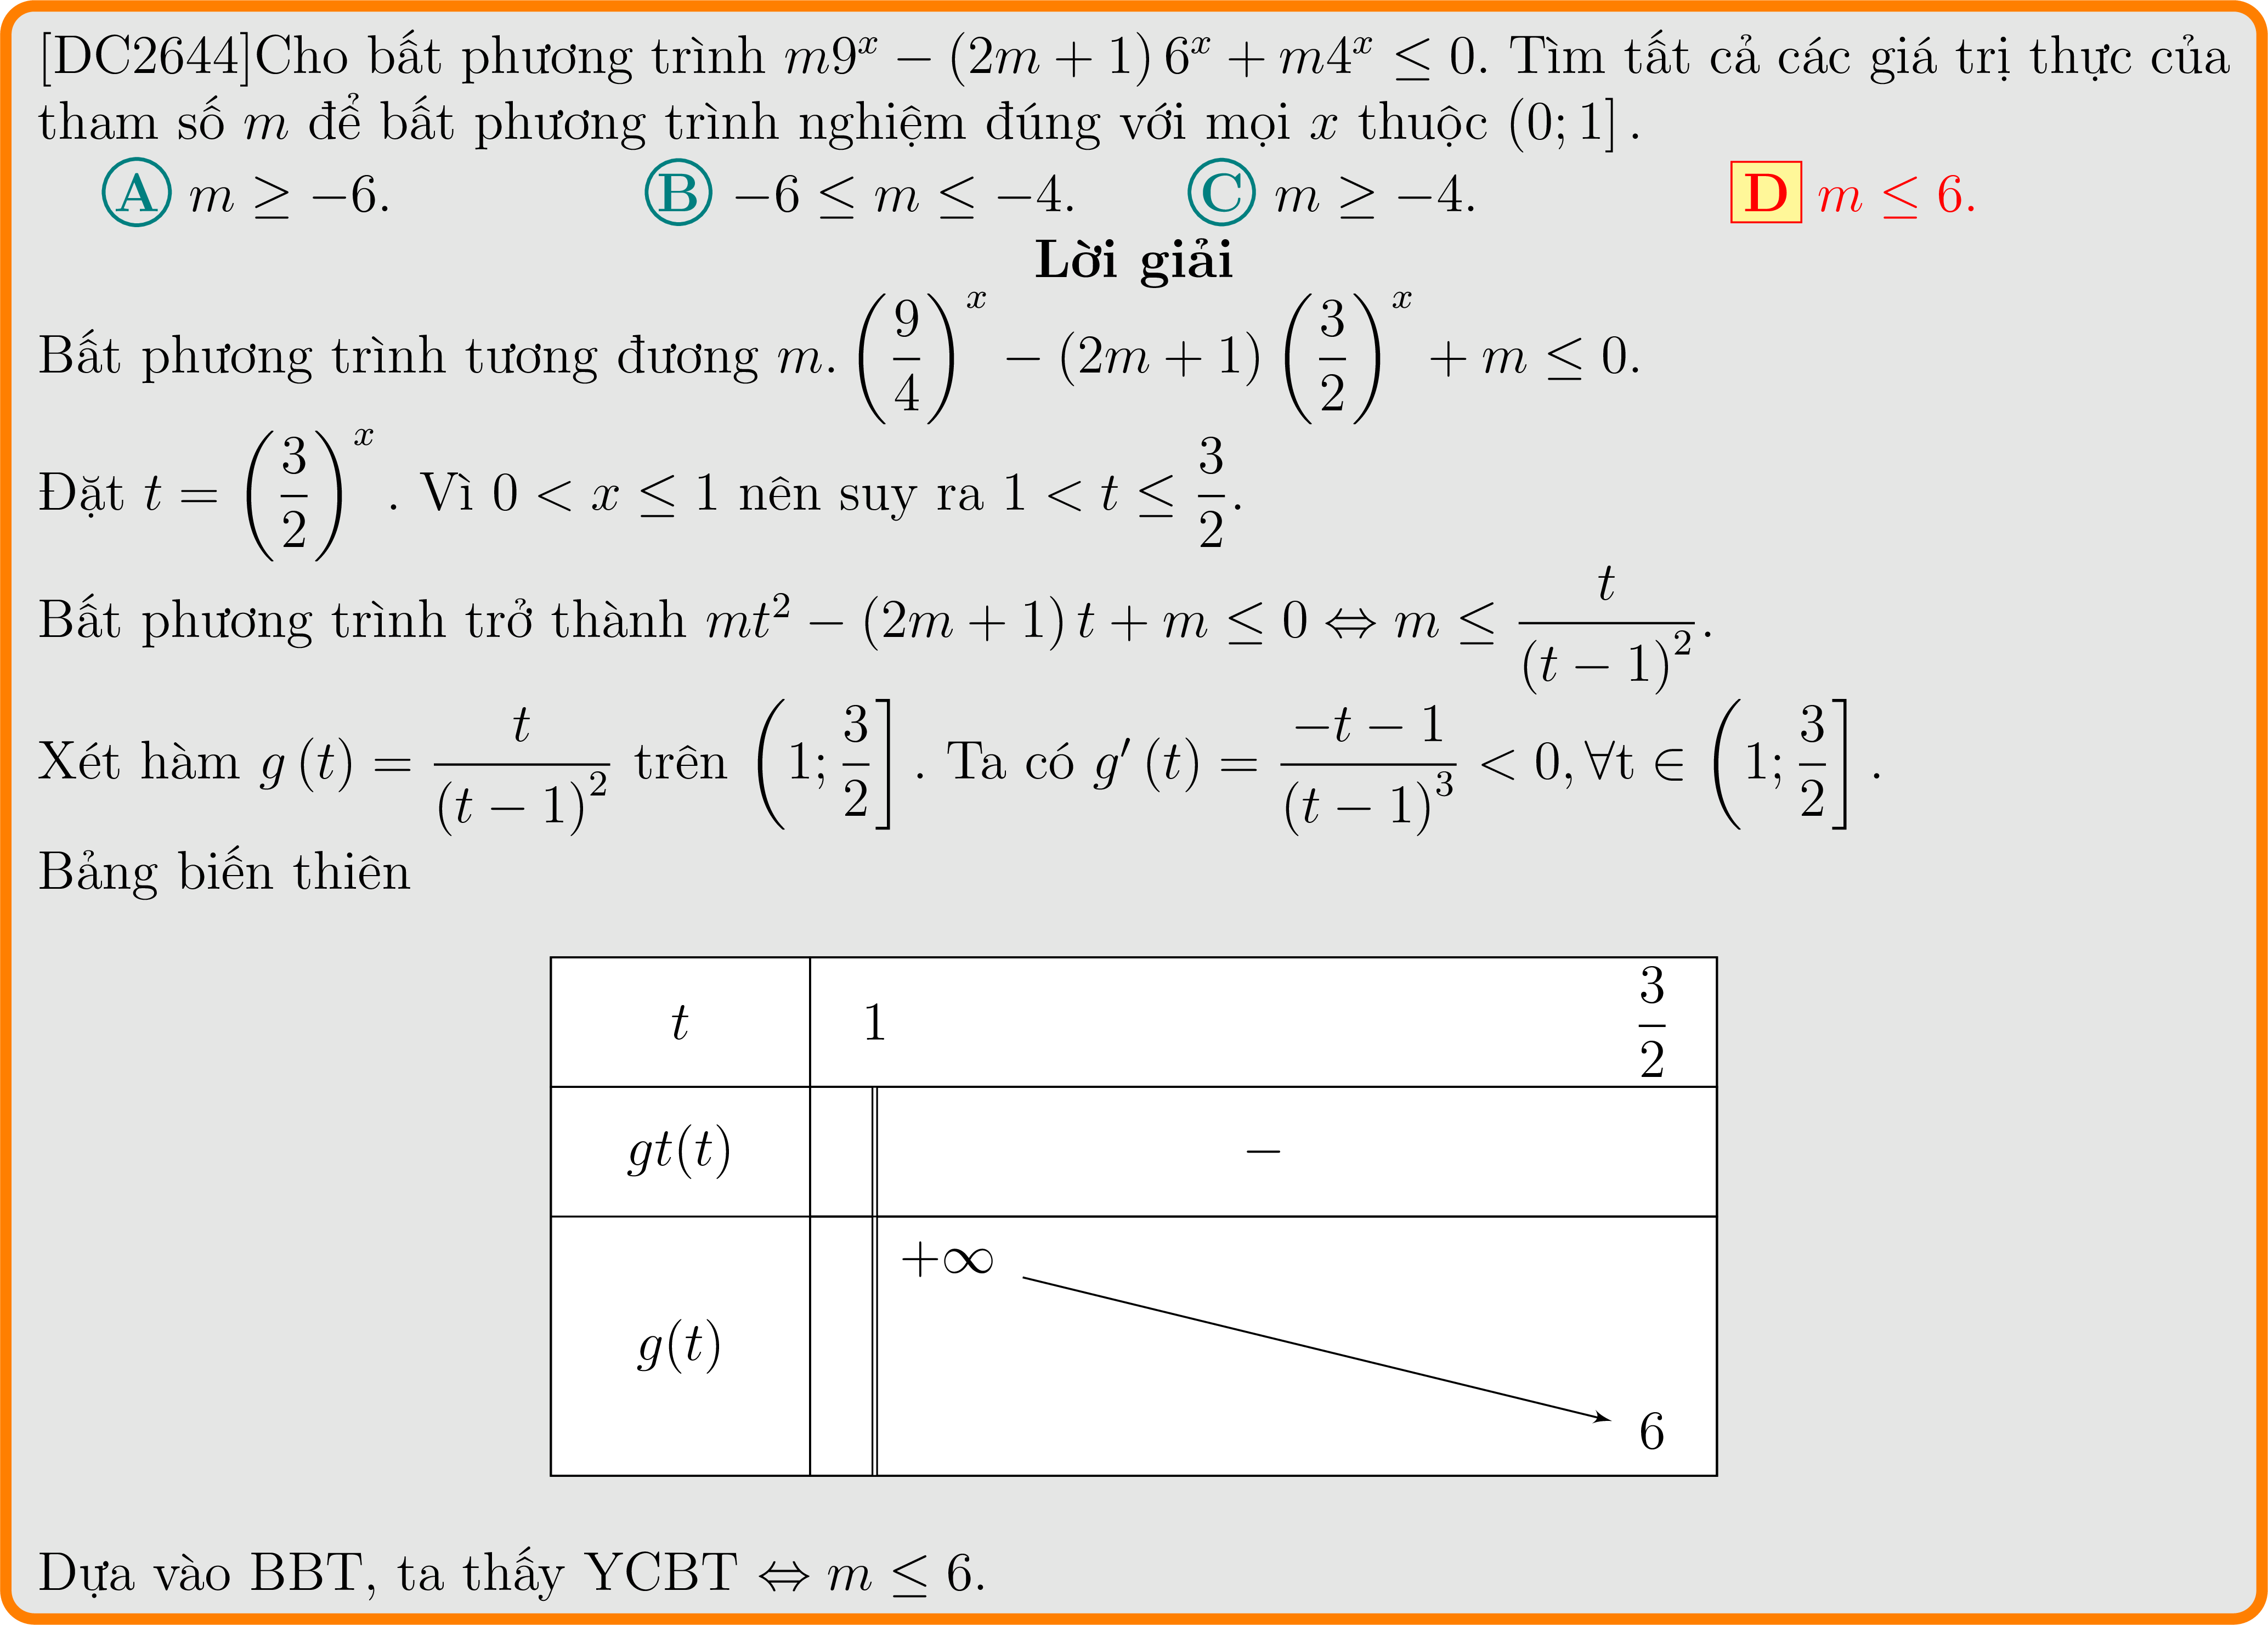 [DC2644]Cho bất phương trình $m9^x - (2m + 1) 6^x + m4^x \leq 0$. Tìm tất cả các giá trị thực của
tham số $m$ để bất phương trình nghiệm đúng với mọi $x$ thuộc $(0; 1]$.
A $m \geq -6$. B $-6 \leq m \leq -4$. C $m \geq -4$. D $m \leq 6$.
Lời giải
Bất phương trình tương đương $m. \left(\frac{9}{4}\right)^x - (2m + 1) \left(\frac{3}{2}\right)^x + m \leq 0$.
Đặt $t = \left(\frac{3}{2}\right)^x$. Vì $0 < x \leq 1$ nên suy ra $1 < t \leq \frac{3}{2}$.
Bất phương trình trở thành $mt^2 - (2m + 1) t + m \leq 0 \Leftrightarrow m \leq \frac{t}{(t - 1)^2}$.
Xét hàm $g(t) = \frac{t}{(t - 1)^2}$ trên $\left(1; \frac{3}{2}\right]$. Ta có $g'(t) = \frac{-t - 1}{(t - 1)^3} < 0, \forall t \in \left(1; \frac{3}{2}\right]$.
Bảng biến thiên
$t$ $1$ $\frac{3}{2}$
$gt(t)$ $-$
$g(t)$ $+\infty$ $6$
Dựa vào BBT, ta thấy YCBT $\Leftrightarrow m \leq 6$.